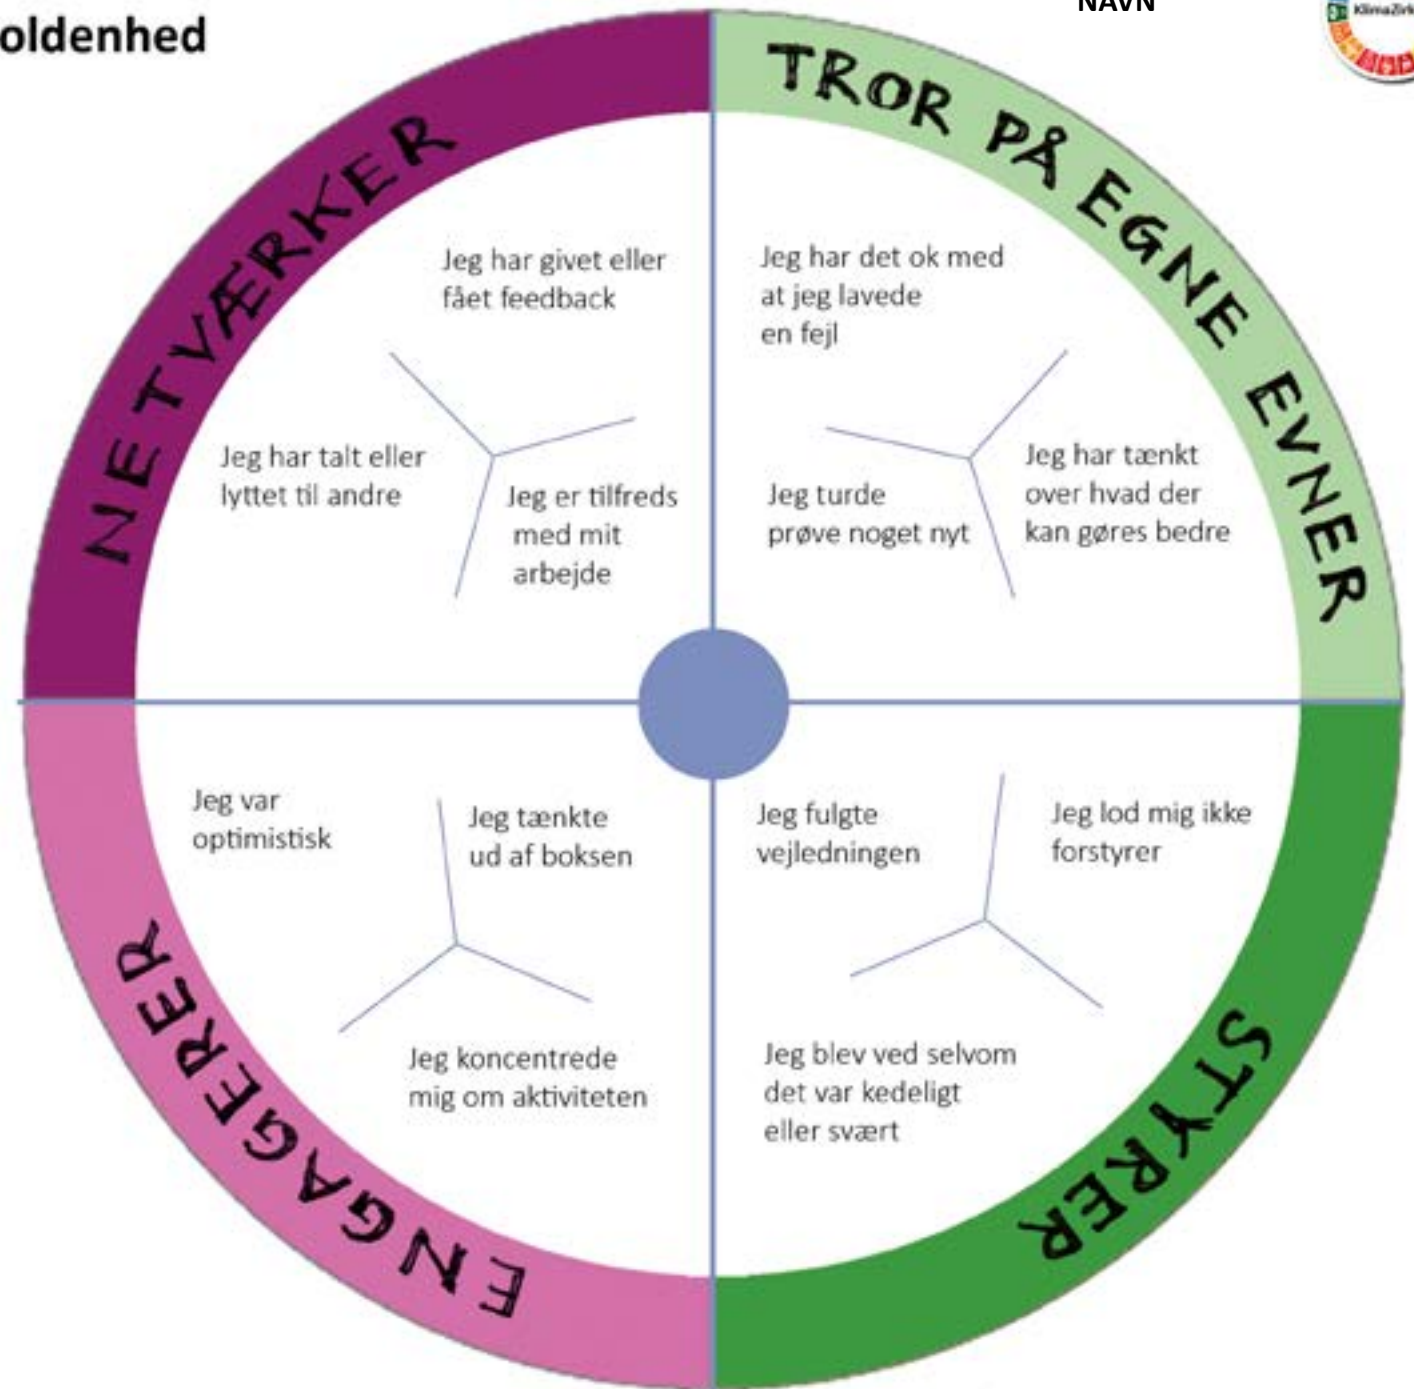 oldenhed
NAVN
KlimaZirk
NETVÆRKER
TROR PÅ EGNE EVNER
Jeg har givet eller
fået feedback
Jeg har talt eller
lyttet til andre
Jeg er tilfreds
med mit
arbejde
Jeg har det ok med
at jeg lavede
en fejl
Jeg turde
prøve noget nyt
Jeg har tænkt
over hvad der
kan gøres bedre
Jeg var
optimistisk
Jeg tænkte
ud af boksen
Jeg koncentrede
mig om aktiviteten
Jeg fulgte
vejledningen
Jeg lod mig ikke
forstyrer
Jeg blev ved selvom
det var kedeligt
eller svært
ENGAGERER
STYRER